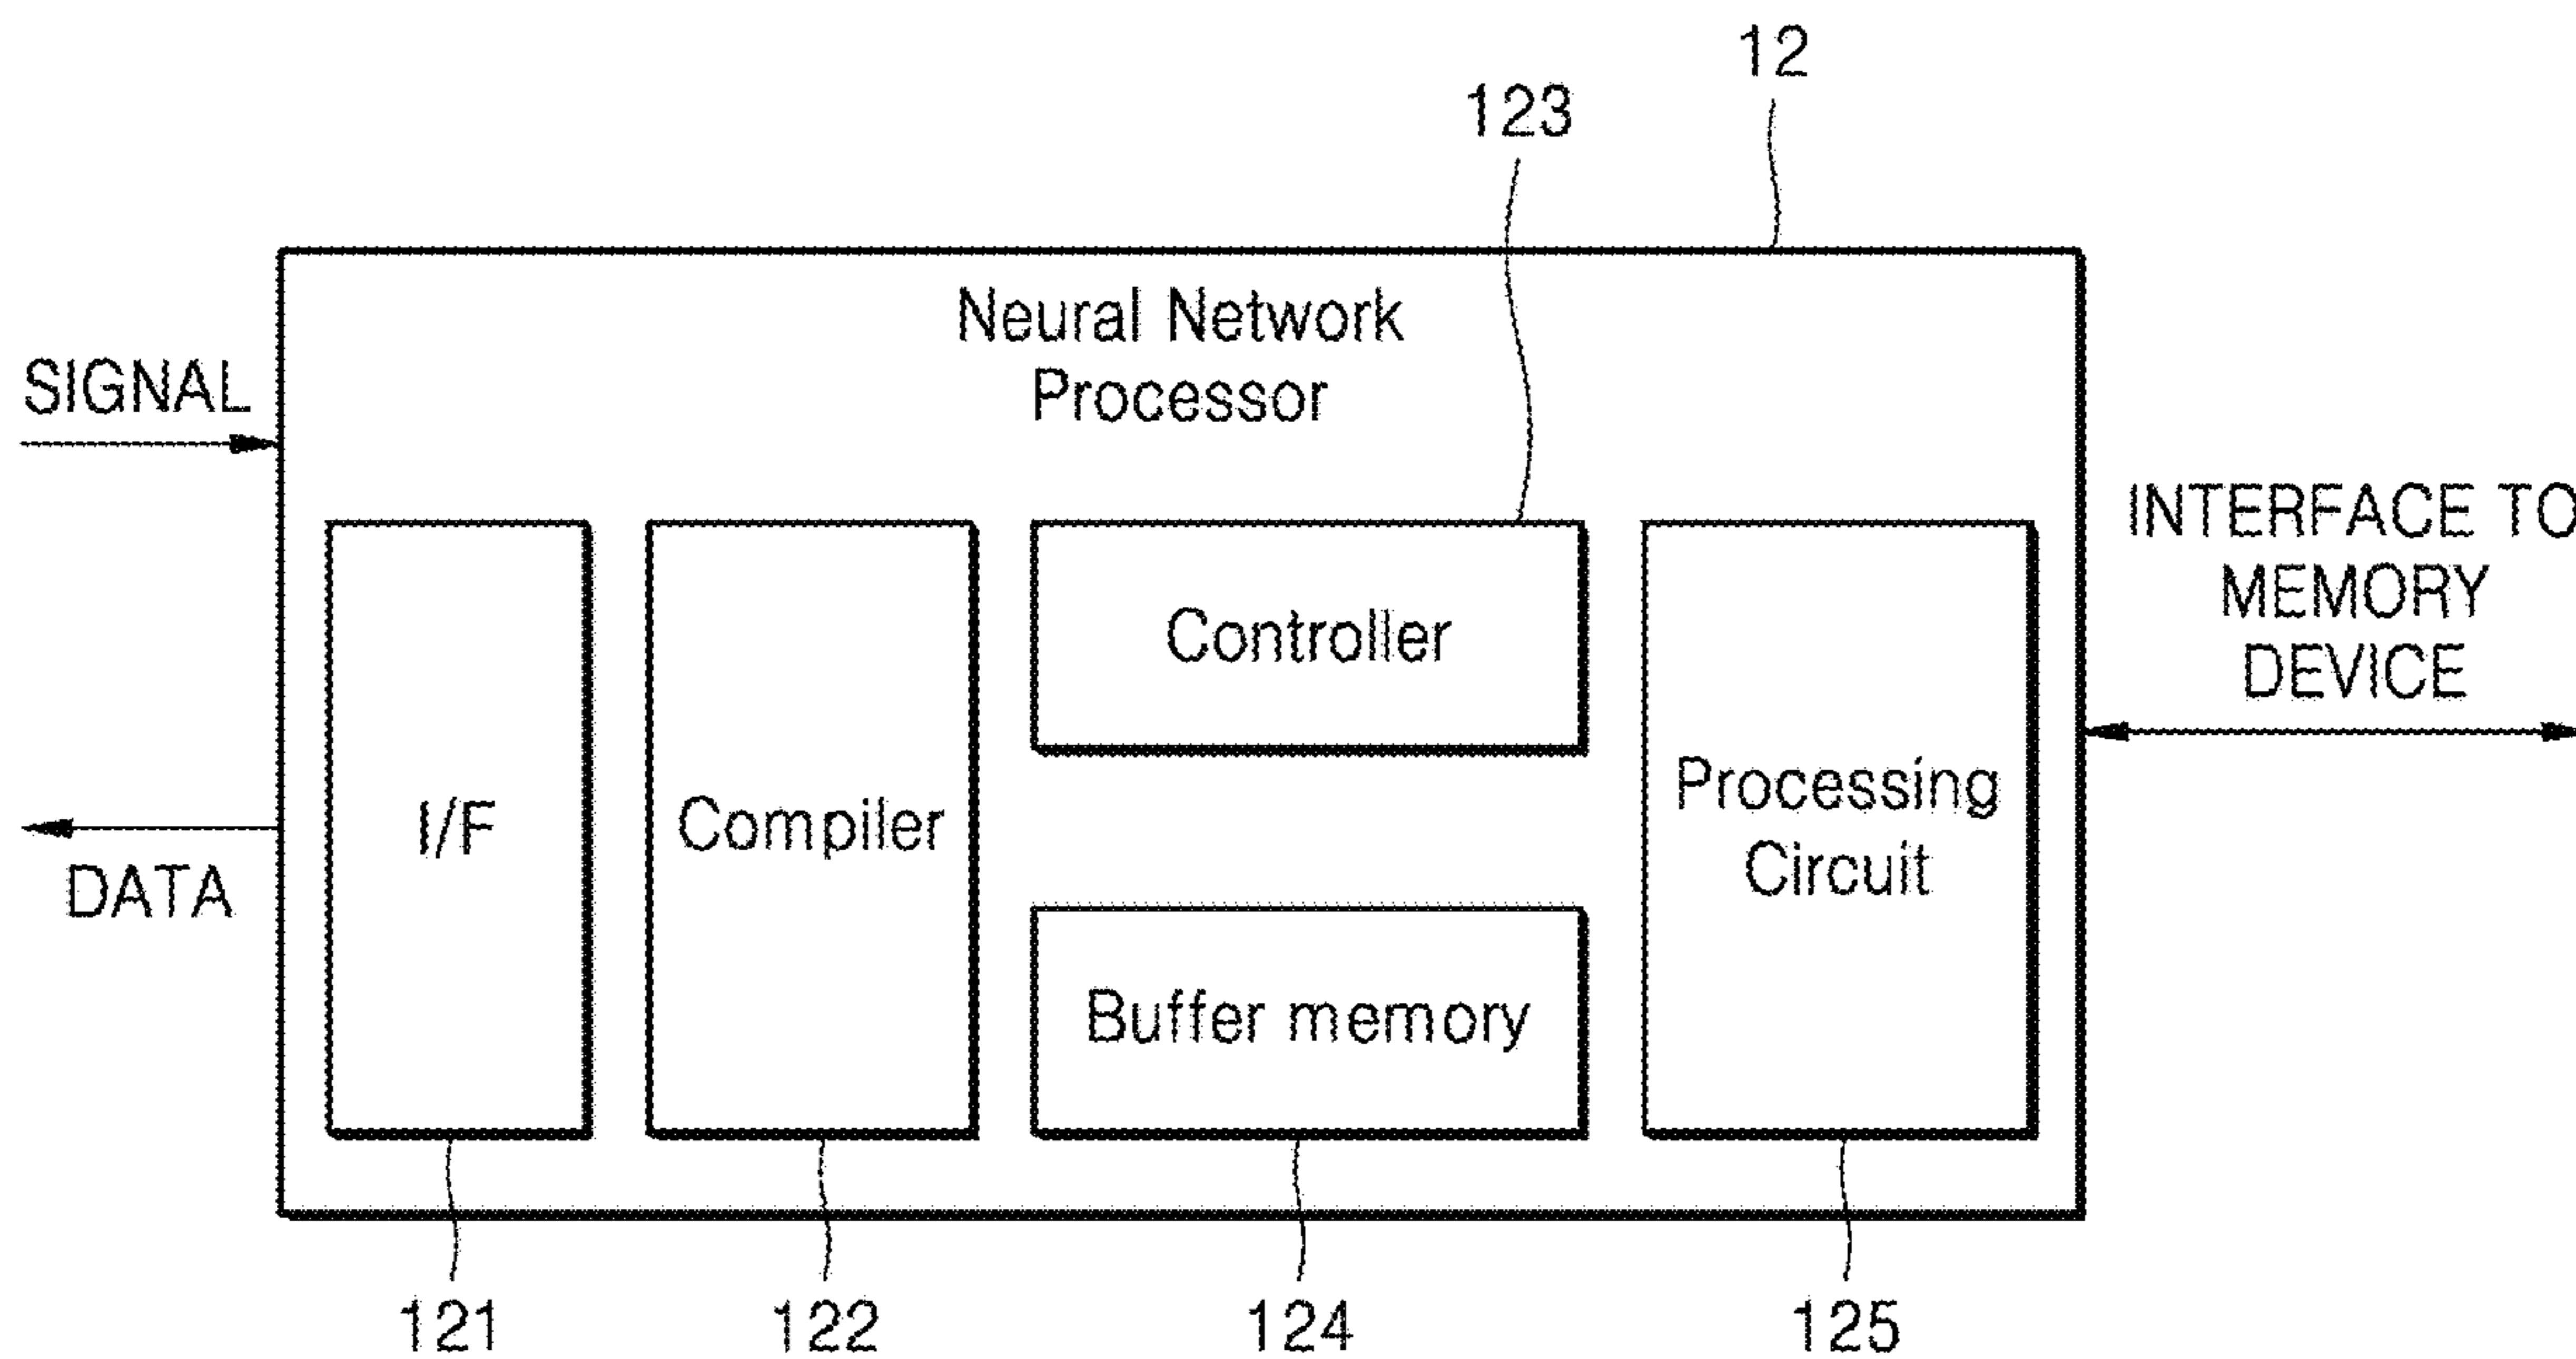 12
123
Neural Network
Processor
SIGNAL
INTERFACE TO
MEMORY
DEVICE
Controller
I/F
Compiler
Processing
Circuit
DATA
Buffer memory
121
122
124
125